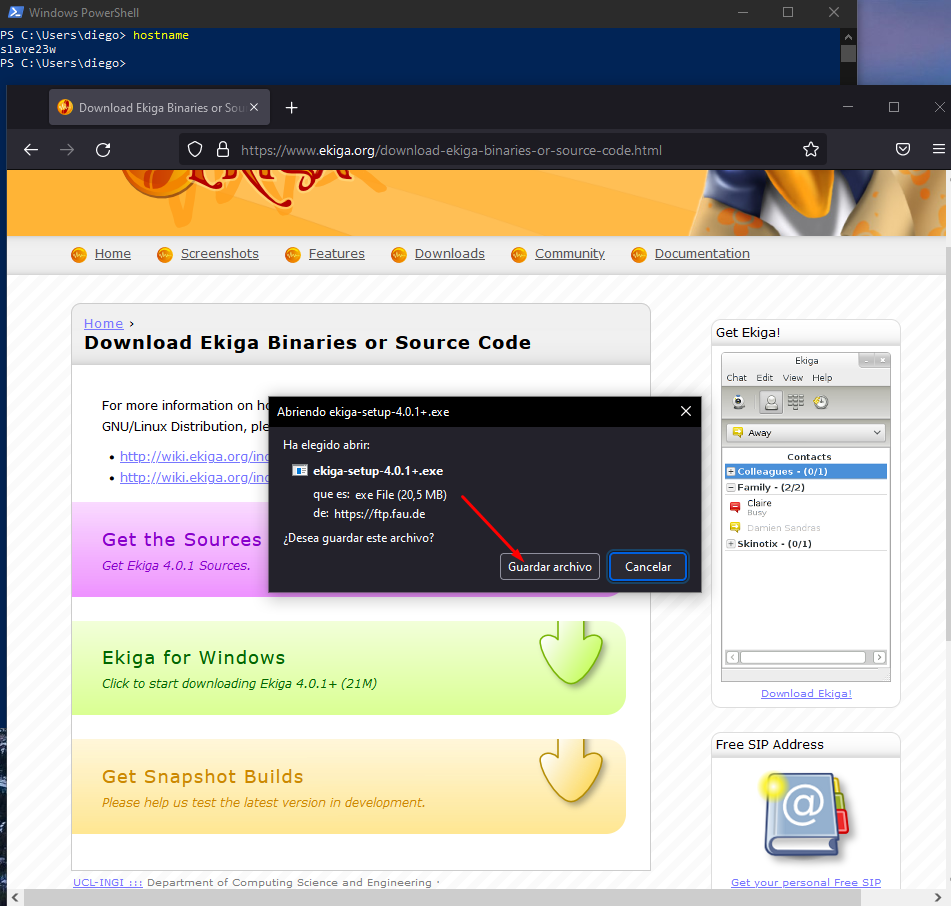 Windows PowerShell
PS C:\Users\diego> hostname
slave23w
PS C:\Users\diego>
Download Ekiga Binaries or Sou
https://www.ekiga.org/download-ekiga-binaries-or-source-code.html
Home
Screenshots
Features
Downloads
Community
Documentation
Home ›
Download Ekiga Binaries or Source Code
For more information on ho
GNU/Linux Distribution, ple
http://wiki.ekiga.org/ind
http://wiki.ekiga.org/ind
Get the Sources
Get Ekiga 4.0.1 Sources.
Abriendo ekiga-setup-4.0.1+.exe
Ha elegido abrir:
ekiga-setup-4.0.1+.exe
que es: exe File (20,5 MB)
de: https://ftp.fau.de
¿Desea guardar este archivo?
Guardar archivo
Cancelar
Ekiga for Windows
Click to start downloading Ekiga 4.0.1+ (21M)
Get Snapshot Builds
Please help us test the latest version in development.
UCL-INGI ::: Department of Computing Science and Engineering ·
Get Ekiga!
Ekiga
Chat Edit View Help
Away
Contacts
Colleagues - (0/1)
Family - (2/2)
Claire
Busy
Damien Sandras
Skinotix - (0/1)
Download Ekiga!
Free SIP Address
@
Get your personal Free SIP